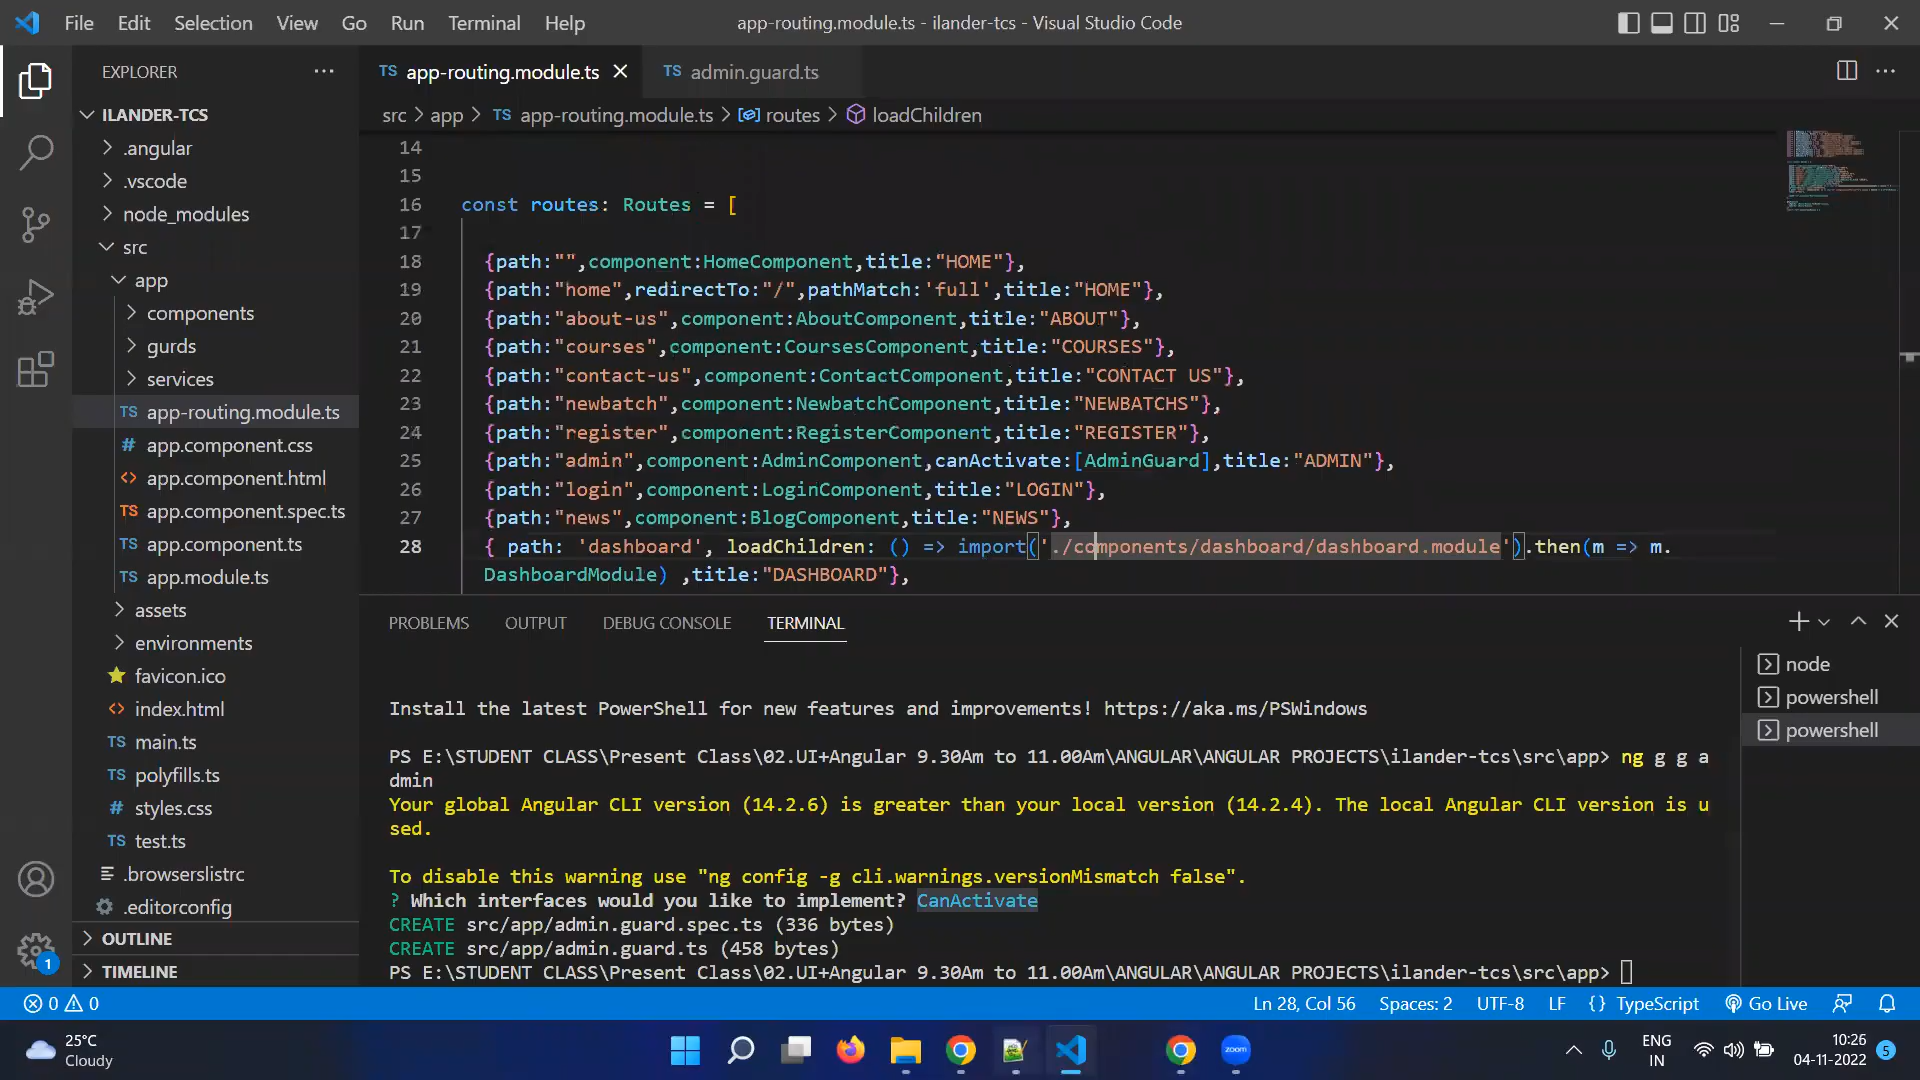 File Edit Selection View Go Run Terminal Help
app-routing.module.ts - ilander-tcs - Visual Studio Code
EXPLORER
TS app-routing.module.ts
TS admin.guard.ts
ILANDER-TCS
src > app > TS app-routing.module.ts > routes > loadChildren
.angular
.vscode
node_modules
src
app
components
gurds
services
TS app-routing.module.ts
# app.component.css
<> app.component.html
TS app.component.spec.ts
TS app.component.ts
TS app.module.ts
assets
environments
favicon.ico
<> index.html
TS main.ts
TS polyfills.ts
# styles.css
TS test.ts
.browserslistrc
.editorconfig
OUTLINE
TIMELINE
1
14
15
16 const routes: Routes = [
17
18 {path:"",component:HomeComponent,title:"HOME"},
19 {path:"home",redirectTo:"/",pathMatch:'full',title:"HOME"},
20 {path:"about-us",component:AboutComponent,title:"ABOUT"},
21 {path:"courses",component:CoursesComponent,title:"COURSES"},
22 {path:"contact-us",component:ContactComponent,title:"CONTACT US"},
23 {path:"newbatch",component:NewbatchComponent,title:"NEWBATCHS"},
24 {path:"register",component:RegisterComponent,title:"REGISTER"},
25 {path:"admin",component:AdminComponent,canActivate:[AdminGuard],title:"ADMIN"},
26 {path:"login",component:LoginComponent,title:"LOGIN"},
27 {path:"news",component:BlogComponent,title:"NEWS"},
28 { path: 'dashboard', loadChildren: () => import('./components/dashboard/dashboard.module').then(m => m.
DashboardModule) ,title:"DASHBOARD"},
PROBLEMS OUTPUT DEBUG CONSOLE TERMINAL
node
powershell
powershell
Install the latest PowerShell for new features and improvements! https://aka.ms/PSWindows
PS E:\STUDENT CLASS\Present Class\02.UI+Angular 9.30Am to 11.00Am\ANGULAR\ANGULAR PROJECTS\ilander-tcs\src\app> ng g g a
dmin
Your global Angular CLI version (14.2.6) is greater than your local version (14.2.4). The local Angular CLI version is u
sed.
To disable this warning use "ng config -g cli.warnings.versionMismatch false".
? Which interfaces would you like to implement? CanActivate
CREATE src/app/admin.guard.spec.ts (336 bytes)
CREATE src/app/admin.guard.ts (458 bytes)
PS E:\STUDENT CLASS\Present Class\02.UI+Angular 9.30Am to 11.00Am\ANGULAR\ANGULAR PROJECTS\ilander-tcs\src\app>
0 0
Ln 28, Col 56 Spaces: 2 UTF-8 LF {} TypeScript Go Live
25°C
Cloudy
zoom
ENG
IN
10:26
04-11-2022
5